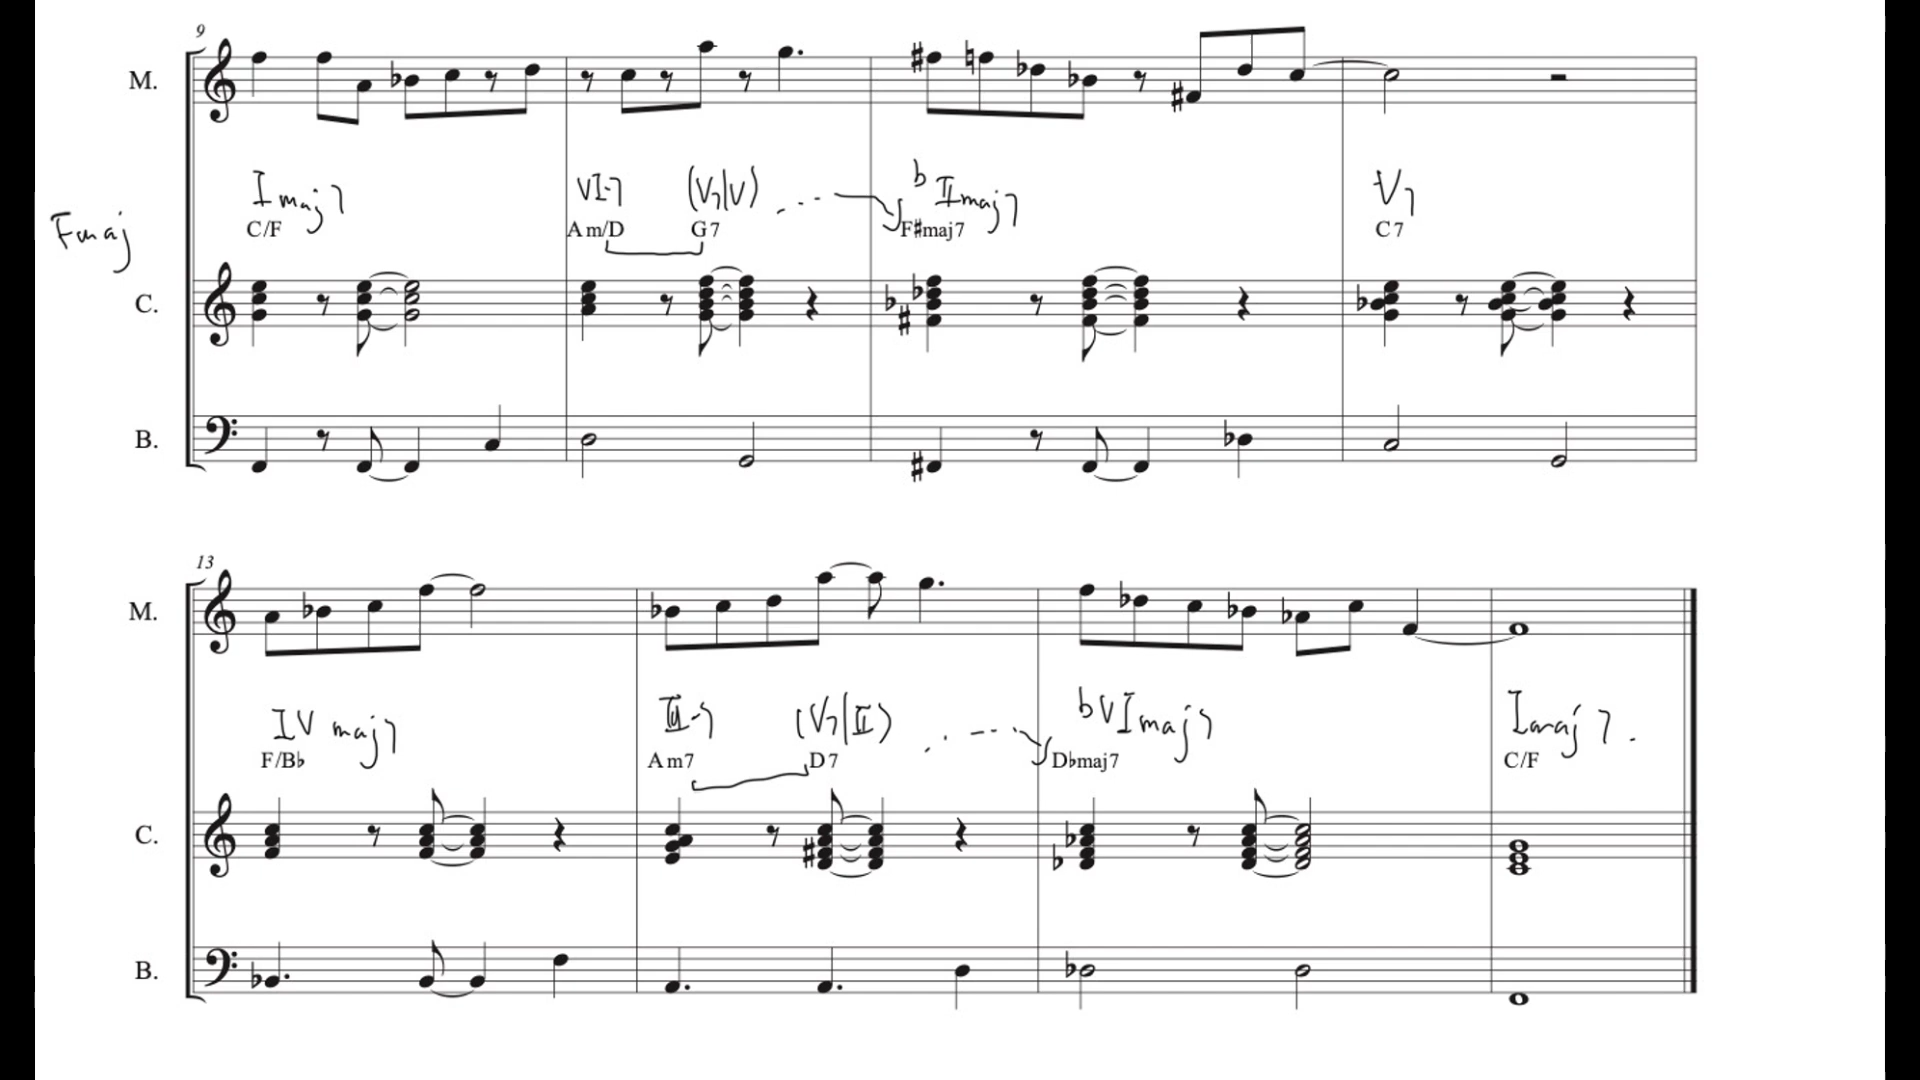 9
M.
I maj7 VI-7 (V7|V) bIImaj7 V7
Fmaj
C/F Am/D G7 F#maj7 C7
C.
B.
13
M.
IV maj7 III-7 (V7|II) bVImaj7 Imaj7.
F/B♭ Am7 D7 D♭maj7 C/F
C.
B.